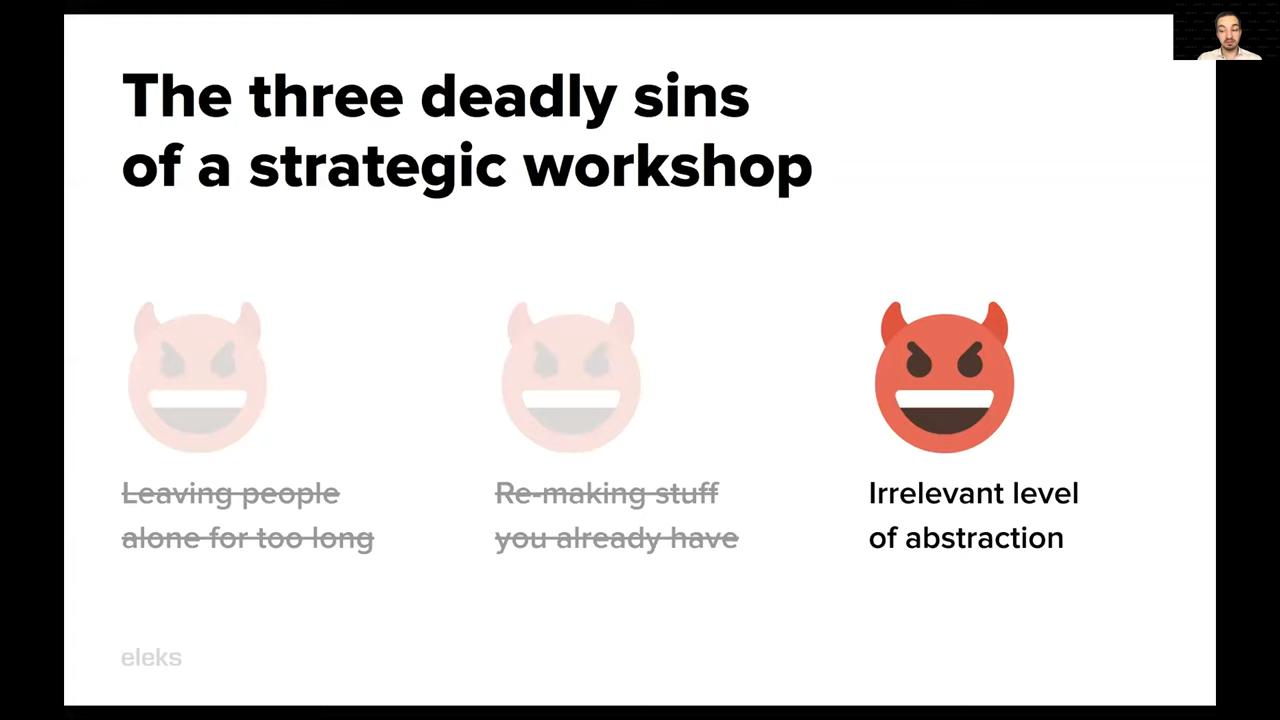 The three deadly sins
of a strategic workshop
Leaving people
alone for too long
Re-making stuff
you already have
Irrelevant level
of abstraction
eleks